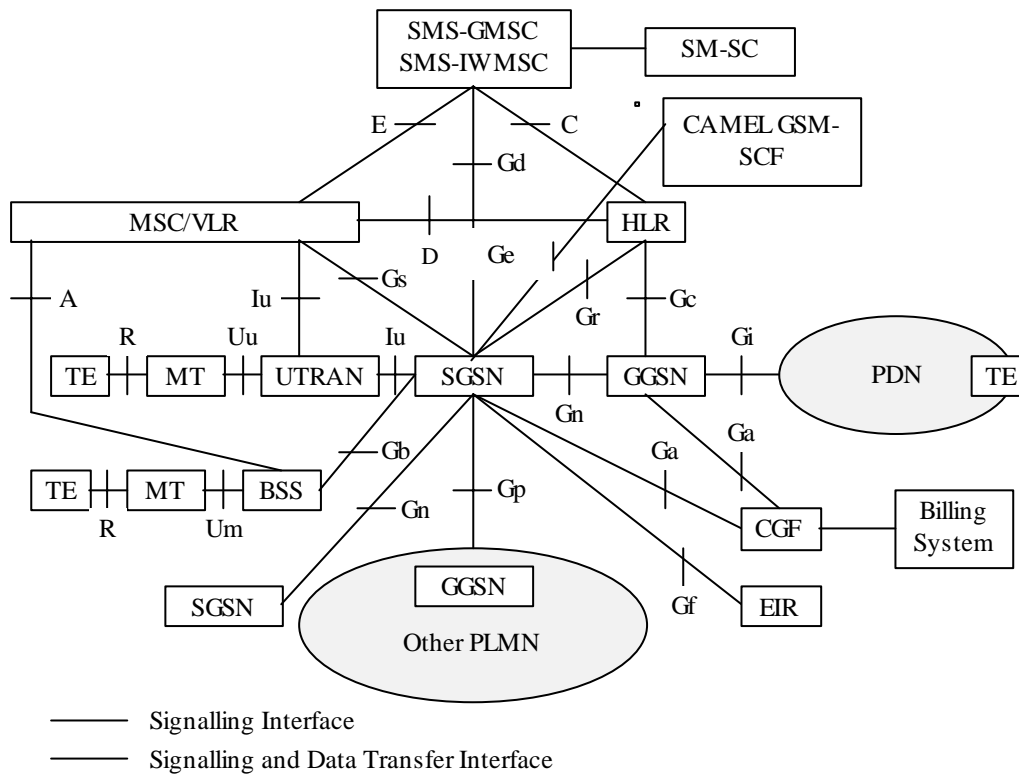 SMS-GMSC
SMS-IWMSC
SM-SC
E
C
CAMEL GSM-
SCF
Gd
MSC/VLR
HLR
D
Ge
A
Iu
Gs
Gr
Gc
R
Uu
Iu
Gi
TE
MT
UTRAN
SGSN
GGSN
PDN
TE
Gn
Gb
Ga
Ga
TE
MT
BSS
Gn
Gp
R
Um
CGF
Billing
System
SGSN
GGSN
Gf
EIR
Other PLMN
Signalling Interface
Signalling and Data Transfer Interface